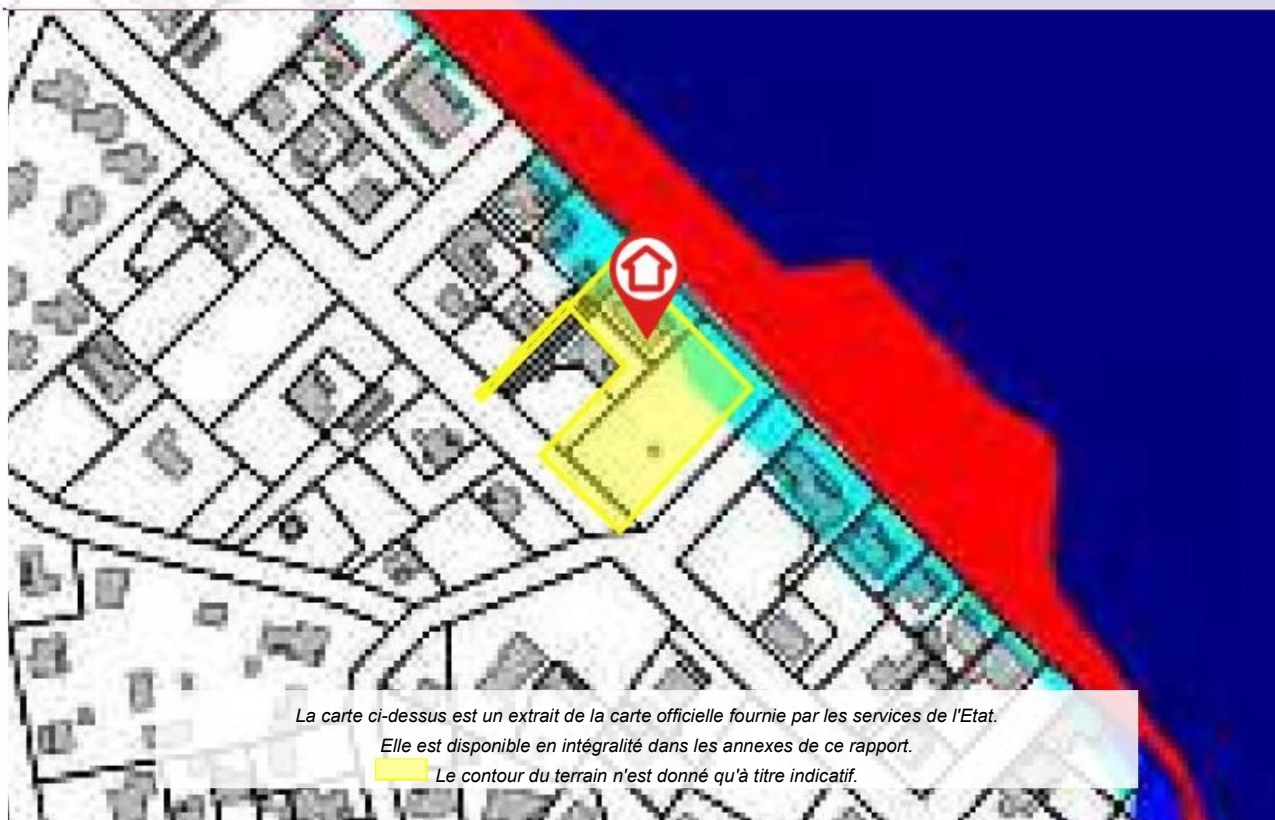 La carte ci-dessus est un extrait de la carte officielle fournie par les services de l'Etat.
Elle est disponible en intégralité dans les annexes de ce rapport.
Le contour du terrain n'est donné qu'à titre indicatif.